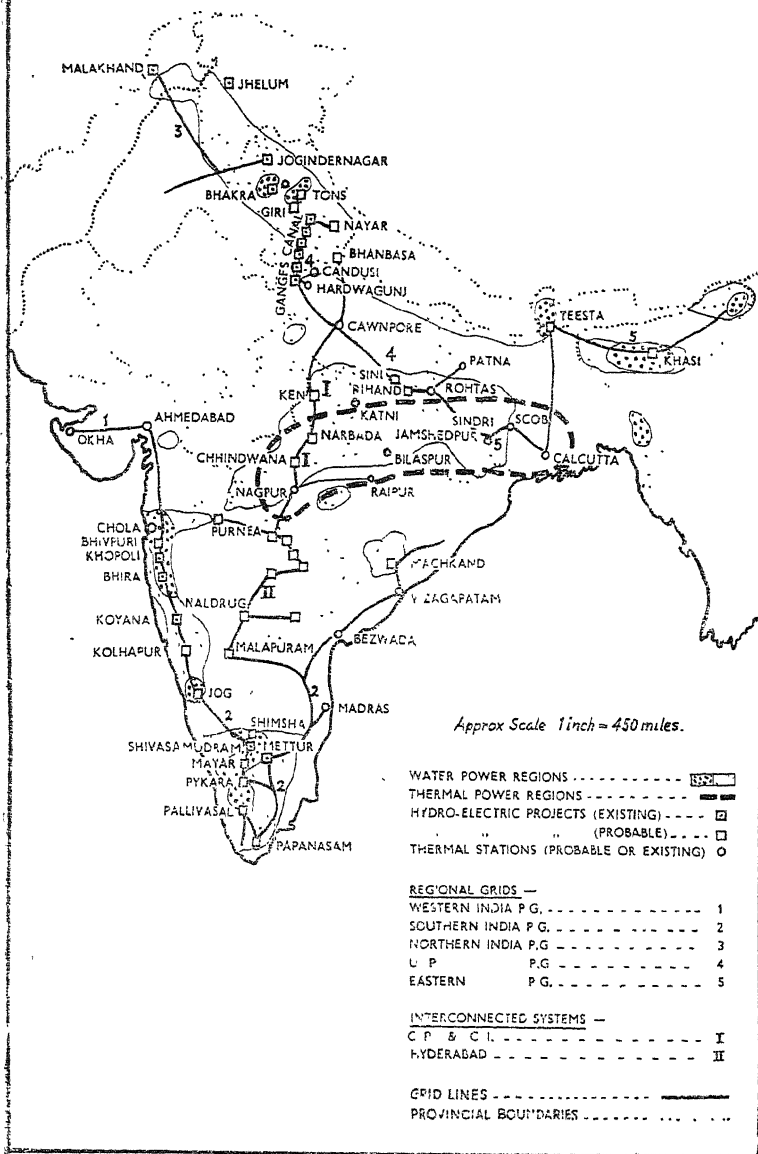 MALAKHAND
JHELUM
3
JOGINDERNAGAR
BHAKRA
TONS
GIRI
NAYAR
GANGES CANAL
BHANBASA
4
CANDUSI
HARDWAGUNJ
TEESTA
CAWNPORE
5
KHASI
4
PATNA
SINI
KEN
I
RIHAND
ROHTAS
AHMEDABAD
1
OKHA
KATNI
SINDRI
SCOB
NARBADA
JAMSHEDPUR
5
CHHINDWANA
I
BILASPUR
CALCUTTA
NAGPUR
RAIPUR
CHOLA
PURNEA
BHIVPURI
KHOPOLI
MACHKAND
BHIRA
II
NALDRUG
VIZAGAPATAM
KOYANA
BEZWADA
KOLHAPUR
MALAPURAM
JOG
2
MADRAS
2
SHIMSHA
SHIVASAMUDRAM
METTUR
MAYAR
PYKARA
2
PALLIVASAL
PAPANASAM
Approx Scale 1 inch = 450 miles.
WATER POWER REGIONS
THERMAL POWER REGIONS
HYDRO-ELECTRIC PROJECTS (EXISTING)
" " " (PROBABLE)
THERMAL STATIONS (PROBABLE OR EXISTING)
REGIONAL GRIDS —
WESTERN INDIA P G. 1
SOUTHERN INDIA P G. 2
NORTHERN INDIA P.G 3
U P P.G 4
EASTERN P G. 5
INTERCONNECTED SYSTEMS —
C P & C I. I
HYDERABAD II
GRID LINES
PROVINCIAL BOUNDARIES